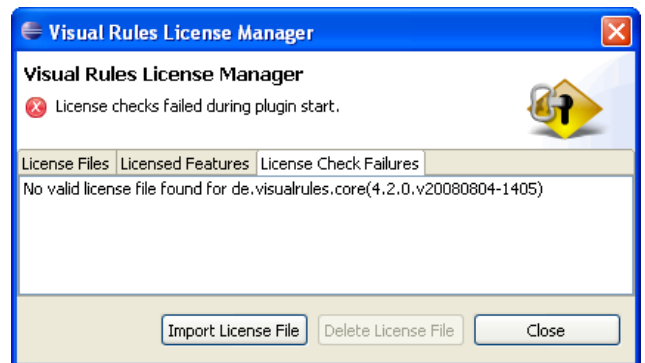 Visual Rules License Manager
Visual Rules License Manager
License checks failed during plugin start.
License Files Licensed Features License Check Failures
No valid license file found for de.visualrules.core(4.2.0.v20080804-1405)
Import License File Delete License File Close